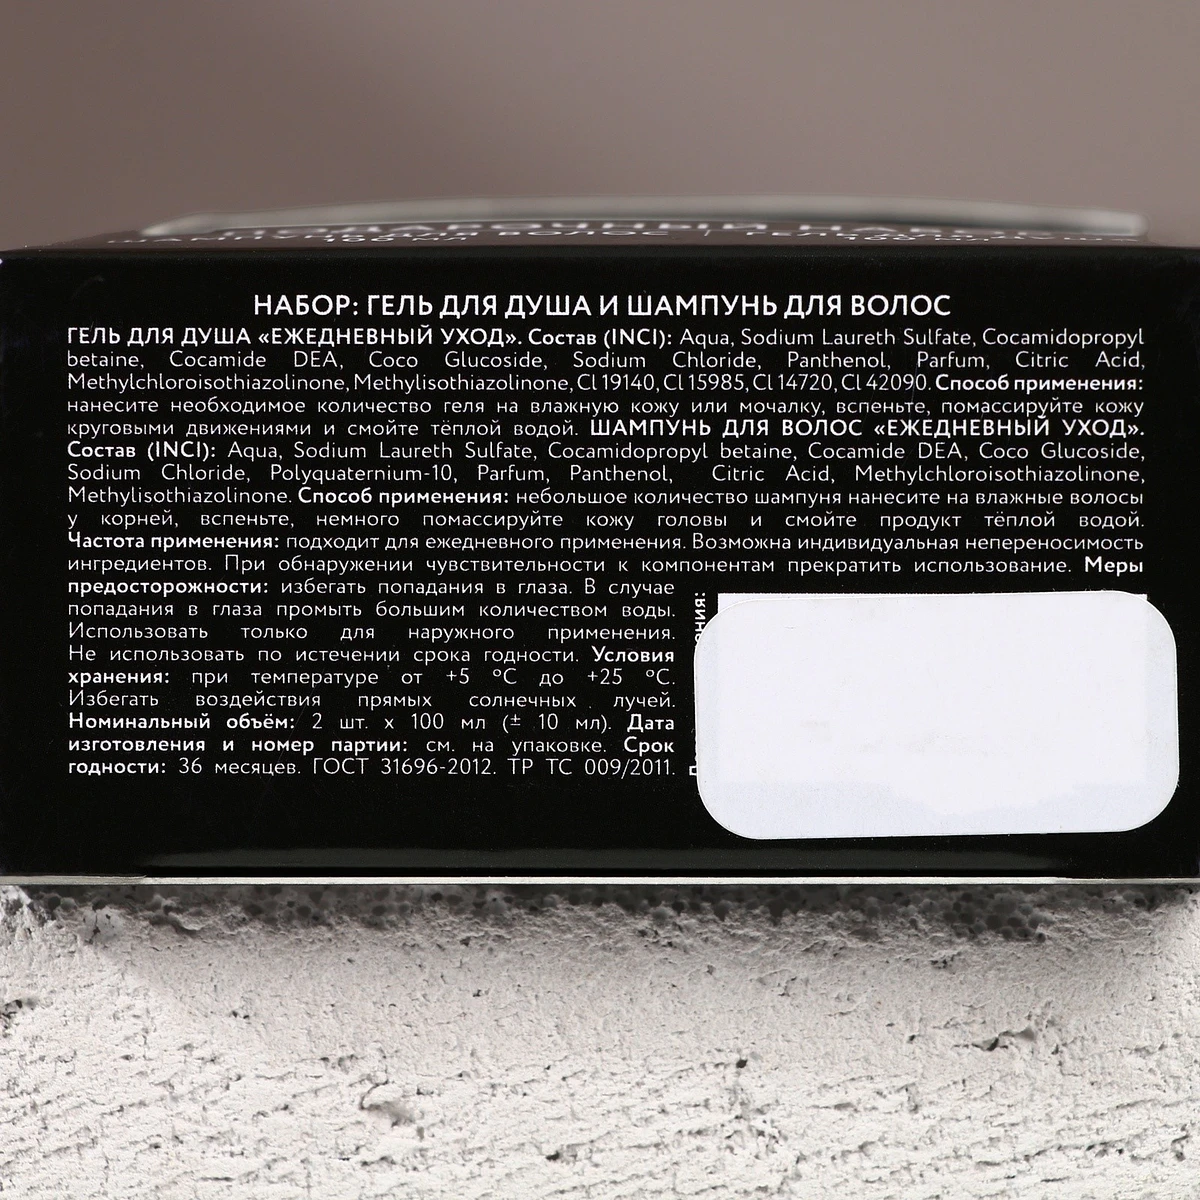 100 МЛ
НАБОР: ГЕЛЬ ДЛЯ ДУША И ШАМПУНЬ ДЛЯ ВОЛОС
ГЕЛЬ ДЛЯ ДУША «ЕЖЕДНЕВНЫЙ УХОД». Состав (INCI): Aqua, Sodium Laureth Sulfate, Cocamidopropyl
betaine, Cocamide DEA, Coco Glucoside, Sodium Chloride, Panthenol, Parfum, Citric Acid,
Methylchloroisothiazolinone, Methylisothiazolinone, Cl 19140, Cl 15985, Cl 14720, Cl 42090. Способ применения:
нанесите необходимое количество геля на влажную кожу или мочалку, вспеньте, помассируйте кожу
круговыми движениями и смойте тёплой водой. ШАМПУНЬ ДЛЯ ВОЛОС «ЕЖЕДНЕВНЫЙ УХОД».
Состав (INCI): Aqua, Sodium Laureth Sulfate, Cocamidopropyl betaine, Cocamide DEA, Coco Glucoside,
Sodium Chloride, Polyquaternium-10, Parfum, Panthenol, Citric Acid, Methylchloroisothiazolinone,
Methylisothiazolinone. Способ применения: небольшое количество шампуня нанесите на влажные волосы
у корней, вспеньте, немного помассируйте кожу головы и смойте продукт тёплой водой.
Частота применения: подходит для ежедневного применения. Возможна индивидуальная непереносимость
ингредиентов. При обнаружении чувствительности к компонентам прекратить использование. Меры
предосторожности: избегать попадания в глаза. В случае
попадания в глаза промыть большим количеством воды.
Использовать только для наружного применения.
Не использовать по истечении срока годности. Условия
хранения: при температуре от +5 °C до +25 °C.
Избегать воздействия прямых солнечных лучей.
Номинальный объём: 2 шт. х 100 мл (± 10 мл). Дата
изготовления и номер партии: см. на упаковке. Срок
годности: 36 месяцев. ГОСТ 31696-2012. ТР ТС 009/2011.